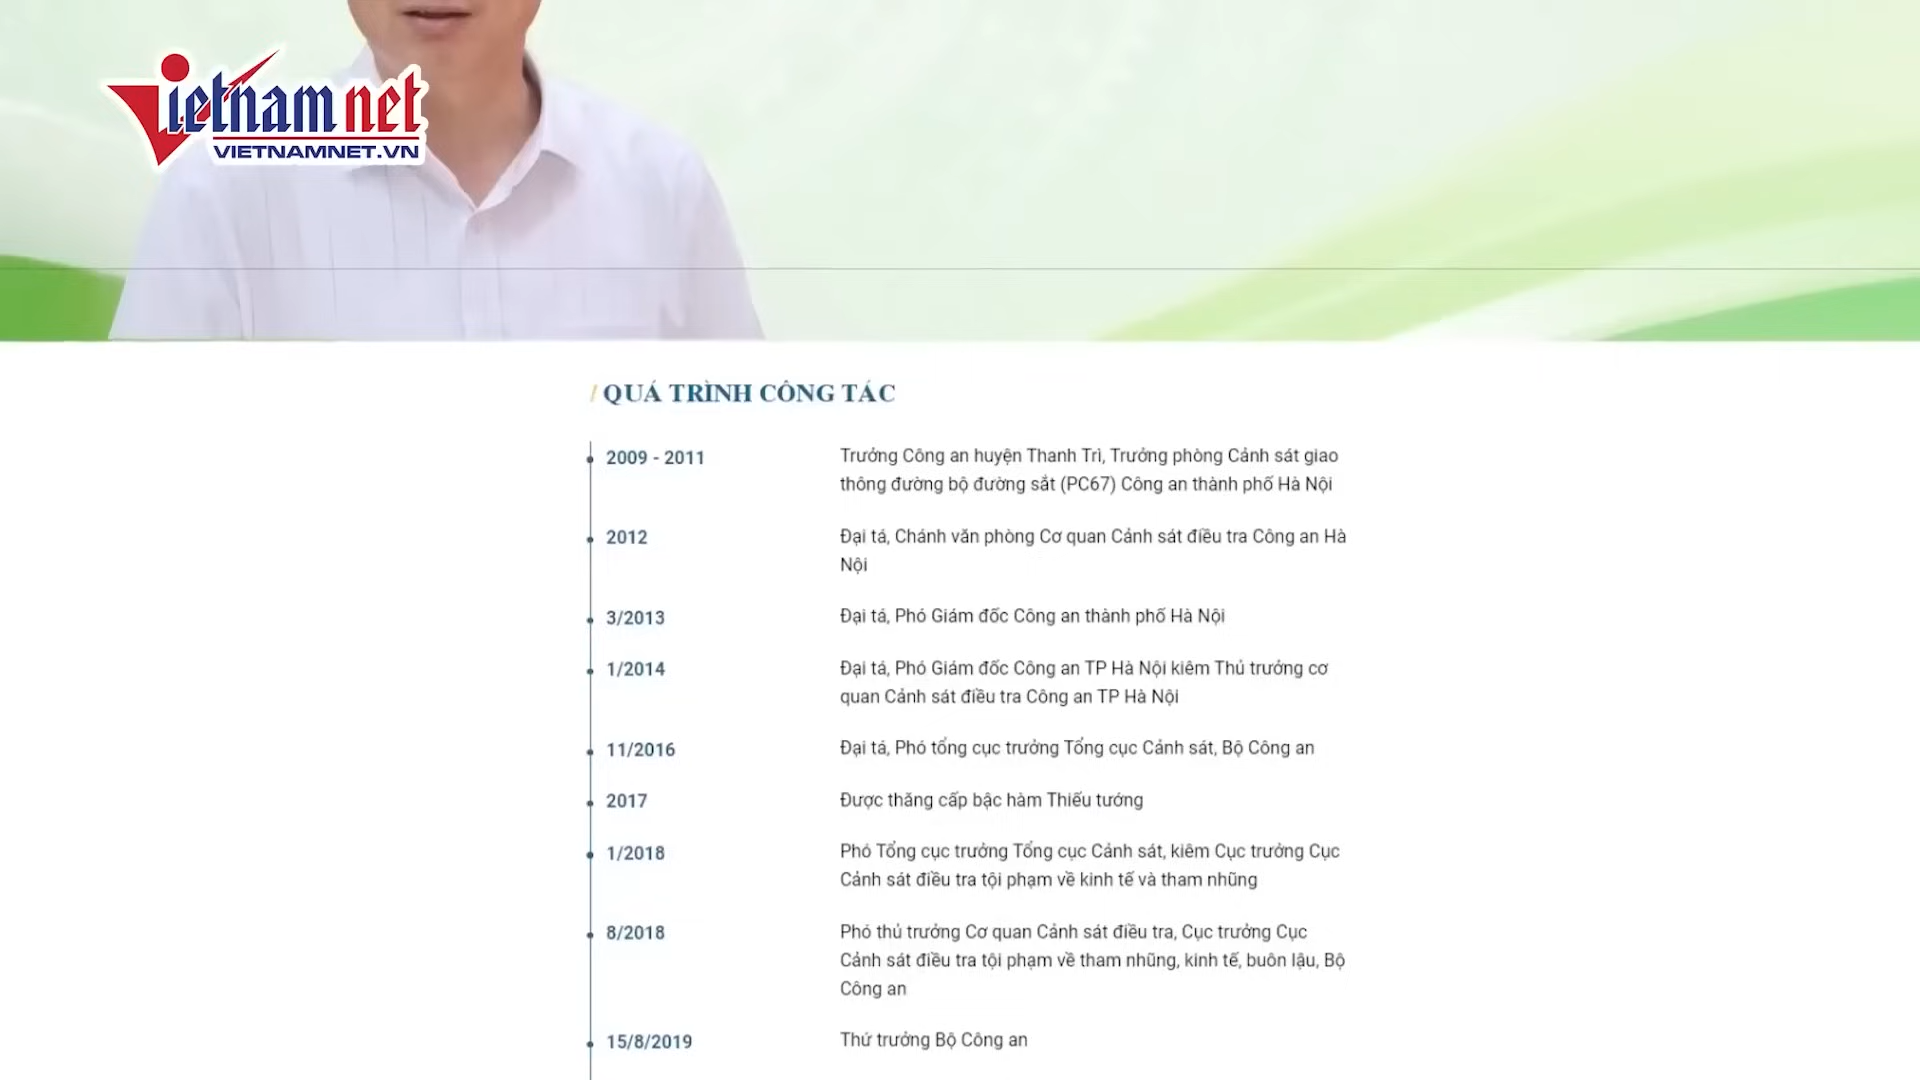 Vietnamnet
VIETNAMNET.VN
/ QUÁ TRÌNH CÔNG TÁC
2009 - 2011
Trưởng Công an huyện Thanh Trì, Trưởng phòng Cảnh sát giao
thông đường bộ đường sắt (PC67) Công an thành phố Hà Nội
2012
Đại tá, Chánh văn phòng Cơ quan Cảnh sát điều tra Công an Hà
Nội
3/2013
Đại tá, Phó Giám đốc Công an thành phố Hà Nội
1/2014
Đại tá, Phó Giám đốc Công an TP Hà Nội kiêm Thủ trưởng cơ
quan Cảnh sát điều tra Công an TP Hà Nội
11/2016
Đại tá, Phó tổng cục trưởng Tổng cục Cảnh sát, Bộ Công an
2017
Được thăng cấp bậc hàm Thiếu tướng
1/2018
Phó Tổng cục trưởng Tổng cục Cảnh sát, kiêm Cục trưởng Cục
Cảnh sát điều tra tội phạm về kinh tế và tham nhũng
8/2018
Phó thủ trưởng Cơ quan Cảnh sát điều tra, Cục trưởng Cục
Cảnh sát điều tra tội phạm về tham nhũng, kinh tế, buôn lậu, Bộ
Công an
15/8/2019
Thứ trưởng Bộ Công an